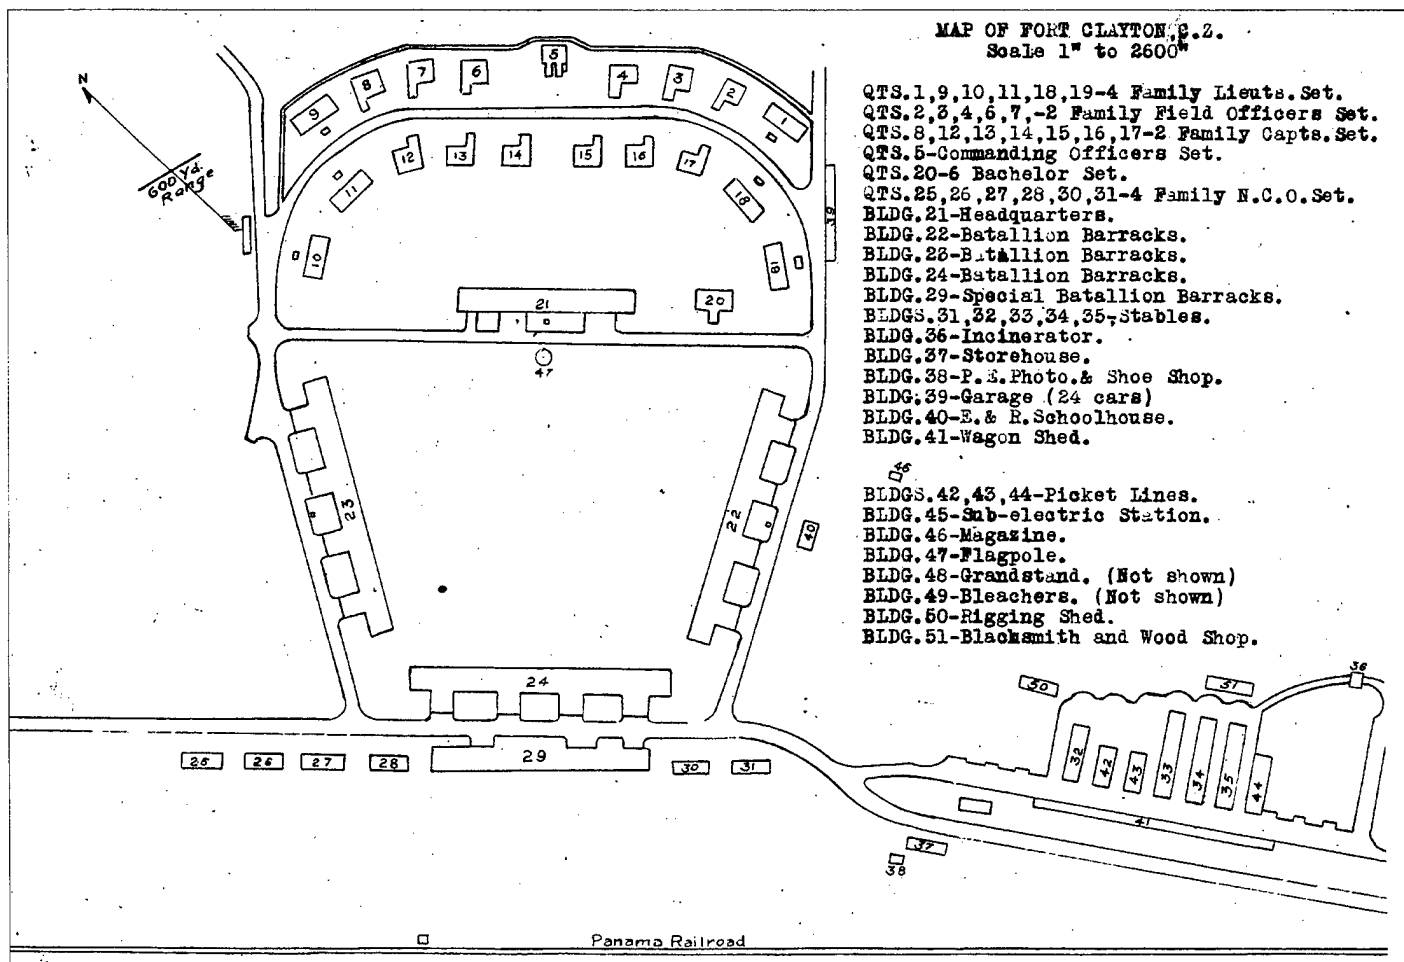 MAP OF FORT CLAYTON, C.Z.
Scale 1" to 2600"
QTS.1,9,10,11,18,19-4 Family Lieuts.Set.
QTS.2,3,4,6,7,-2 Family Field Officers Set.
QTS.8,12,13,14,15,16,17-2 Family Capts.Set.
QTS.5-Commanding Officers Set.
QTS.20-6 Bachelor Set.
QTS.25,26,27,28,30,31-4 Family N.C.O.Set.
BLDG.21-Headquarters.
BLDG.22-Batallion Barracks.
BLDG.23-Batallion Barracks.
BLDG.24-Batallion Barracks.
BLDG.29-Special Batallion Barracks.
BLDGS.31,32,33,34,35-Stables.
BLDG.36-Incinerator.
BLDG.37-Storehouse.
BLDG.38-P.E.Photo.& Shoe Shop.
BLDG.39-Garage (24 cars)
BLDG.40-E.& R.Schoolhouse.
BLDG.41-Wagon Shed.
46
BLDGS.42,43,44-Picket Lines.
BLDG.45-Sub-electric Station.
BLDG.46-Magazine.
BLDG.47-Flagpole.
BLDG.48-Grandstand. (Not shown)
BLDG.49-Bleachers. (Not shown)
BLDG.50-Rigging Shed.
BLDG.51-Blacksmith and Wood Shop.
N
600 Yd.
Range
9
8
7
6
5
4
3
2
1
11
12
13
14
15
16
17
18
39
10
19
21
20
47
23
22
40
24
25
26
27
28
29
30
31
50
51
36
32
42
43
33
34
35
44
41
37
38
Panama Railroad